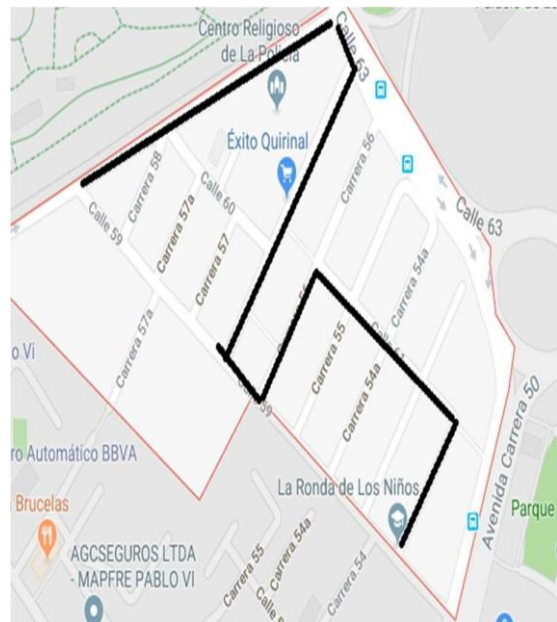 Centro Religioso
de La Policía
Calle 63
Éxito Quirinal
Carrera 58
Carrera 56
Calle 60
Carrera 57a
Calle 59
Carrera 57
Calle 63
Carrera 54a
Carrera 57a
Carrera 55
o Vi
Carrera 54a
59
Avenida Carrera 50
ro Automático BBVA
La Ronda de Los Niños
Parque
Brucelas
AGCSEGUROS LTDA
- MAPFRE PABLO VI
Carrera 55
Carrera 54a
Carrera 54